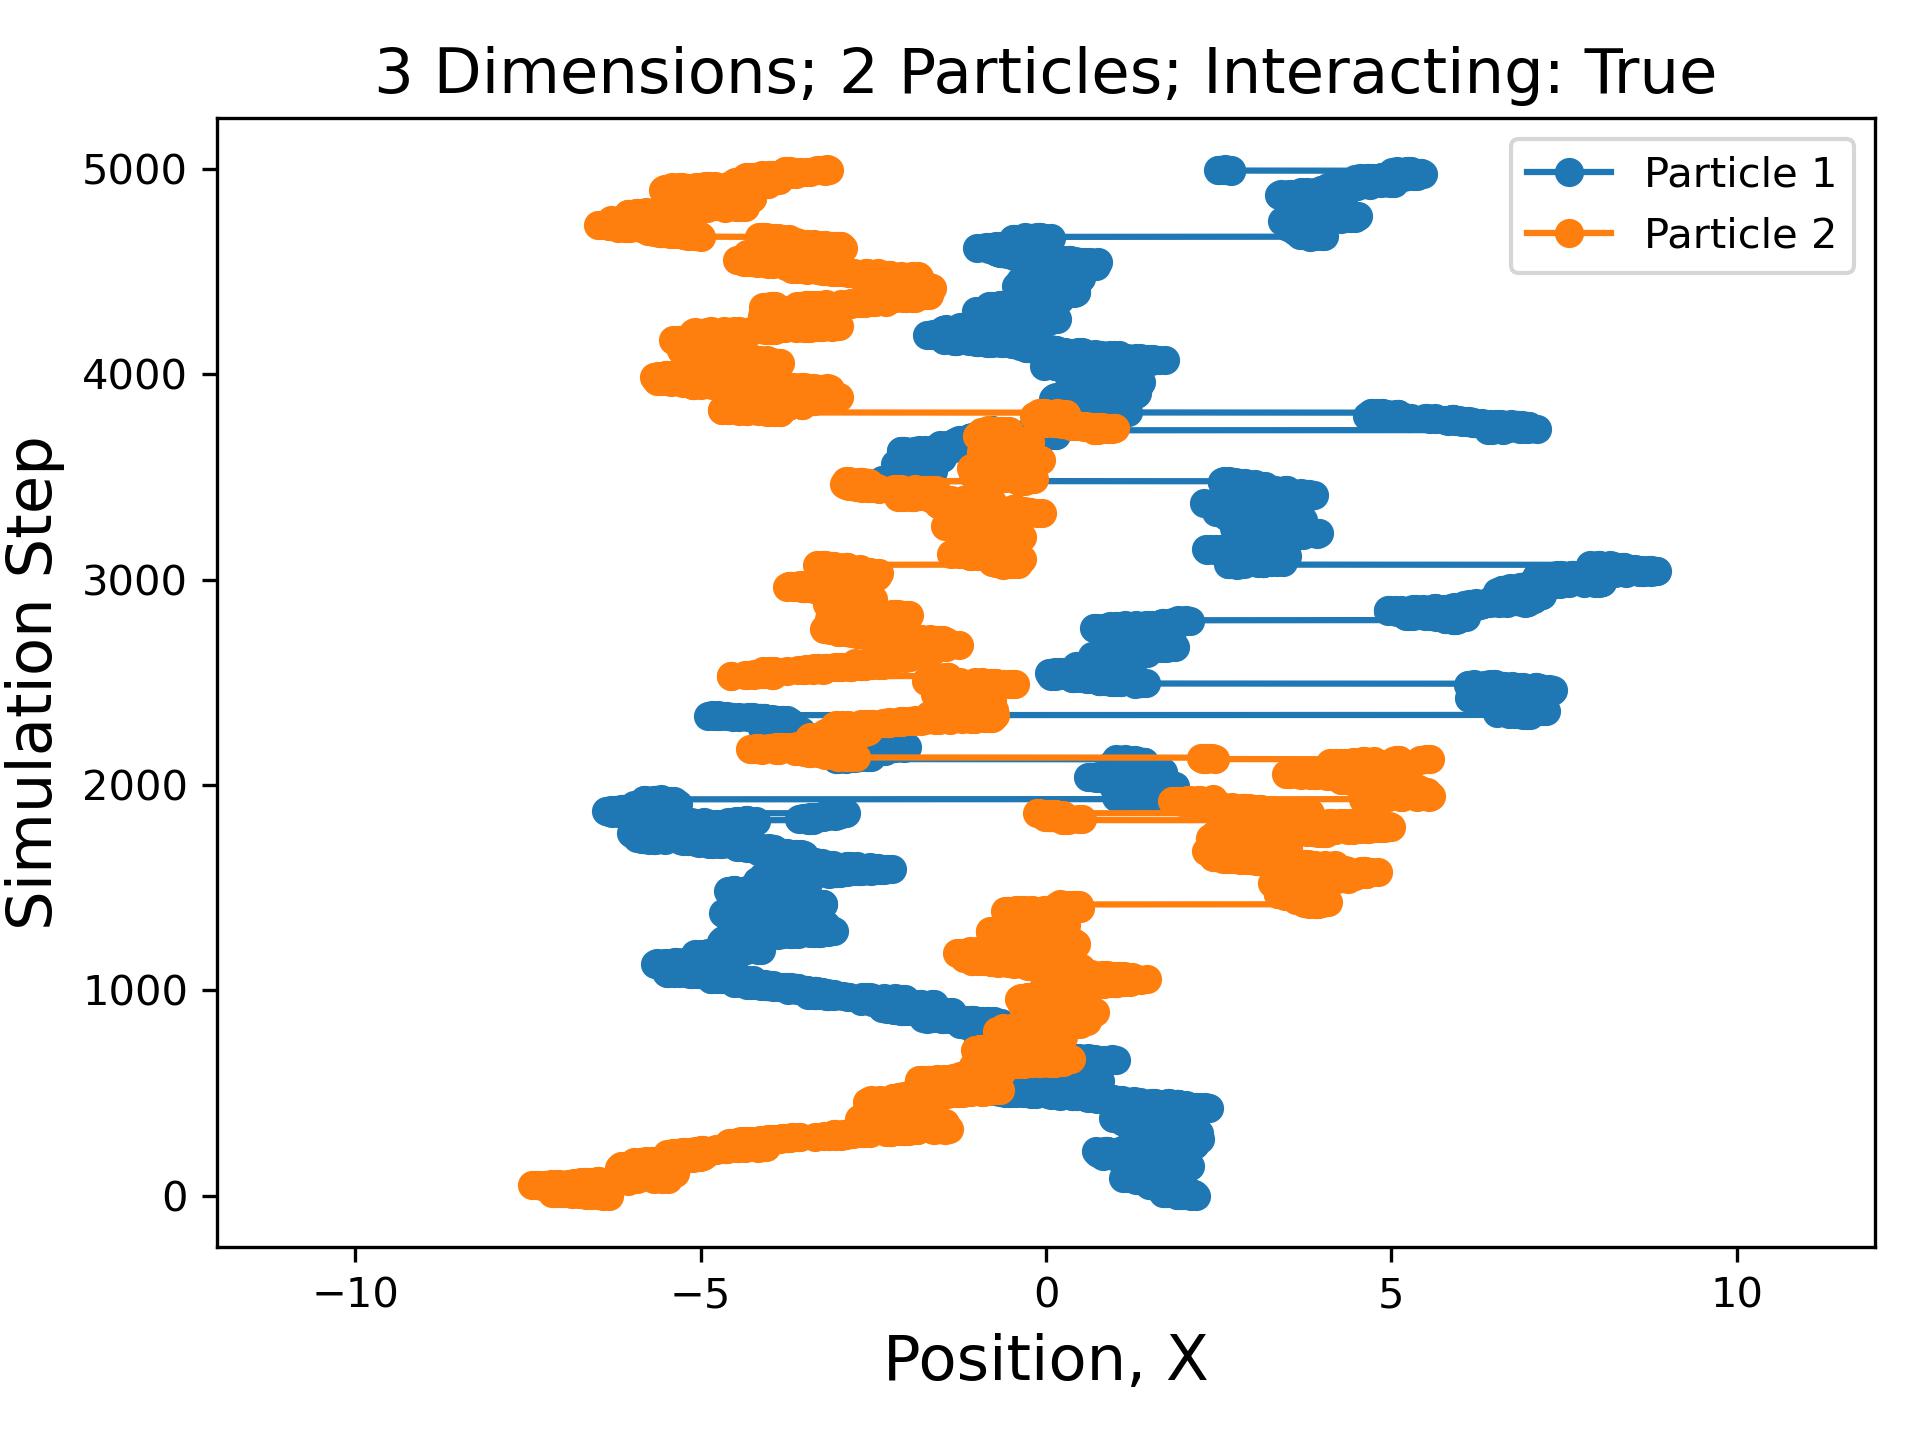 3 Dimensions; 2 Particles; Interacting: True
Particle 1
Particle 2
Simulation Step
5000
4000
3000
2000
1000
0
−10
−5
0
5
10
Position, X